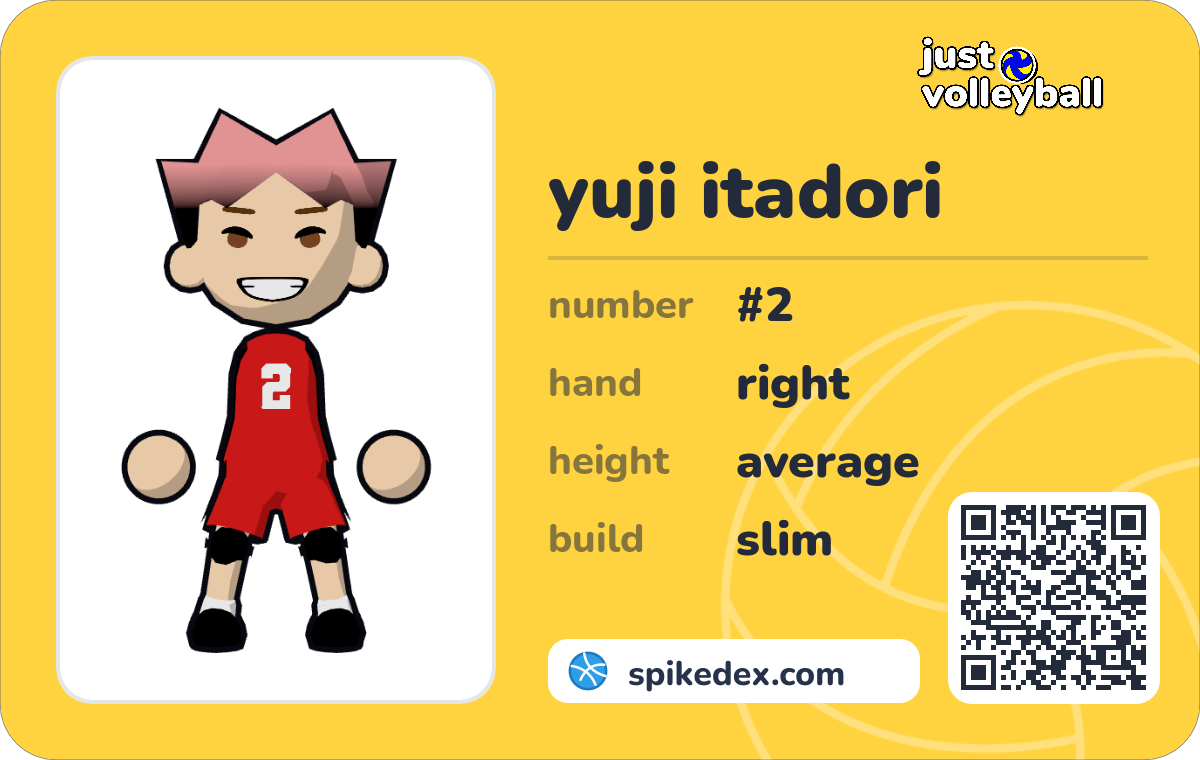 just
volleyball
yuji itadori
number #2
hand right
height average
build slim
2
spikedex.com